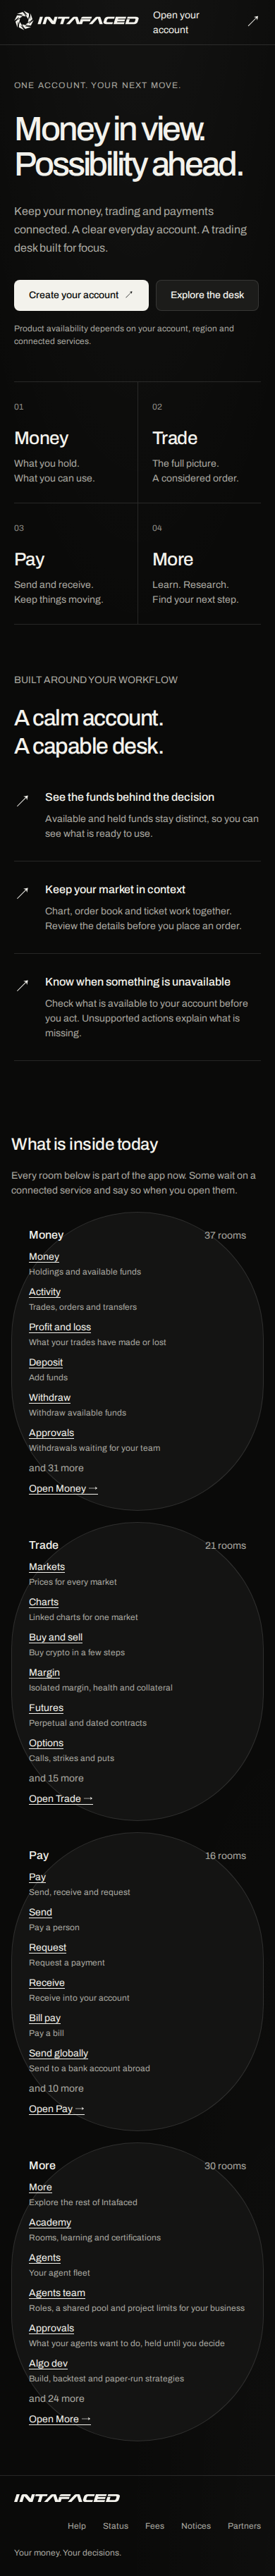 INTAFACED
Open your
account ↗
ONE ACCOUNT. YOUR NEXT MOVE.
Money in view.
Possibility ahead.
Keep your money, trading and payments
connected. A clear everyday account. A trading
desk built for focus.
Create your account ↗
Explore the desk
Product availability depends on your account, region and
connected services.
01
Money
What you hold.
What you can use.
02
Trade
The full picture.
A considered order.
03
Pay
Send and receive.
Keep things moving.
04
More
Learn. Research.
Find your next step.
BUILT AROUND YOUR WORKFLOW
A calm account.
A capable desk.
↗ See the funds behind the decision
Available and held funds stay distinct, so you can
see what is ready to use.
↗ Keep your market in context
Chart, order book and ticket work together.
Review the details before you place an order.
↗ Know when something is unavailable
Check what is available to your account before
you act. Unsupported actions explain what is
missing.
What is inside today
Every room below is part of the app now. Some wait on a
connected service and say so when you open them.
Money 37 rooms
Money
Holdings and available funds
Activity
Trades, orders and transfers
Profit and loss
What your trades have made or lost
Deposit
Add funds
Withdraw
Withdraw available funds
Approvals
Withdrawals waiting for your team
and 31 more
Open Money →
Trade 21 rooms
Markets
Prices for every market
Charts
Linked charts for one market
Buy and sell
Buy crypto in a few steps
Margin
Isolated margin, health and collateral
Futures
Perpetual and dated contracts
Options
Calls, strikes and puts
and 15 more
Open Trade →
Pay 16 rooms
Pay
Send, receive and request
Send
Pay a person
Request
Request a payment
Receive
Receive into your account
Bill pay
Pay a bill
Send globally
Send to a bank account abroad
and 10 more
Open Pay →
More 30 rooms
More
Explore the rest of Intafaced
Academy
Rooms, learning and certifications
Agents
Your agent fleet
Agents team
Roles, a shared pool and project limits for your business
Approvals
What your agents want to do, held until you decide
Algo dev
Build, backtest and paper-run strategies
and 24 more
Open More →
INTAFACED
Help Status Fees Notices Partners
Your money. Your decisions.